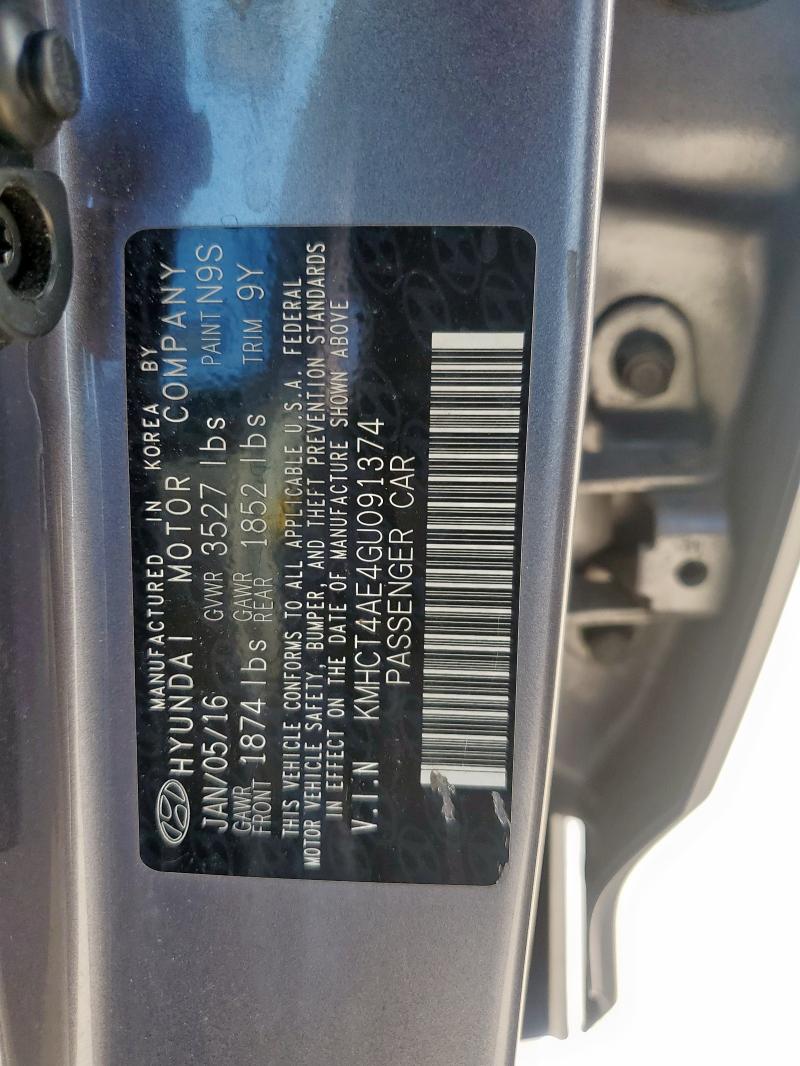 MANUFACTURED IN KOREA BY
HYUNDAI MOTOR COMPANY
JAN/05/16 GVWR 3527 lbs PAINT N9S
GAWR FRONT 1874 lbs GAWR REAR 1852 lbs TRIM 9Y
THIS VEHICLE CONFORMS TO ALL APPLICABLE U.S.A. FEDERAL
MOTOR VEHICLE SAFETY, BUMPER, AND THEFT PREVENTION STANDARDS
IN EFFECT ON THE DATE OF MANUFACTURE SHOWN ABOVE
V.I.N KMHCT4AE4GU091374
PASSENGER CAR